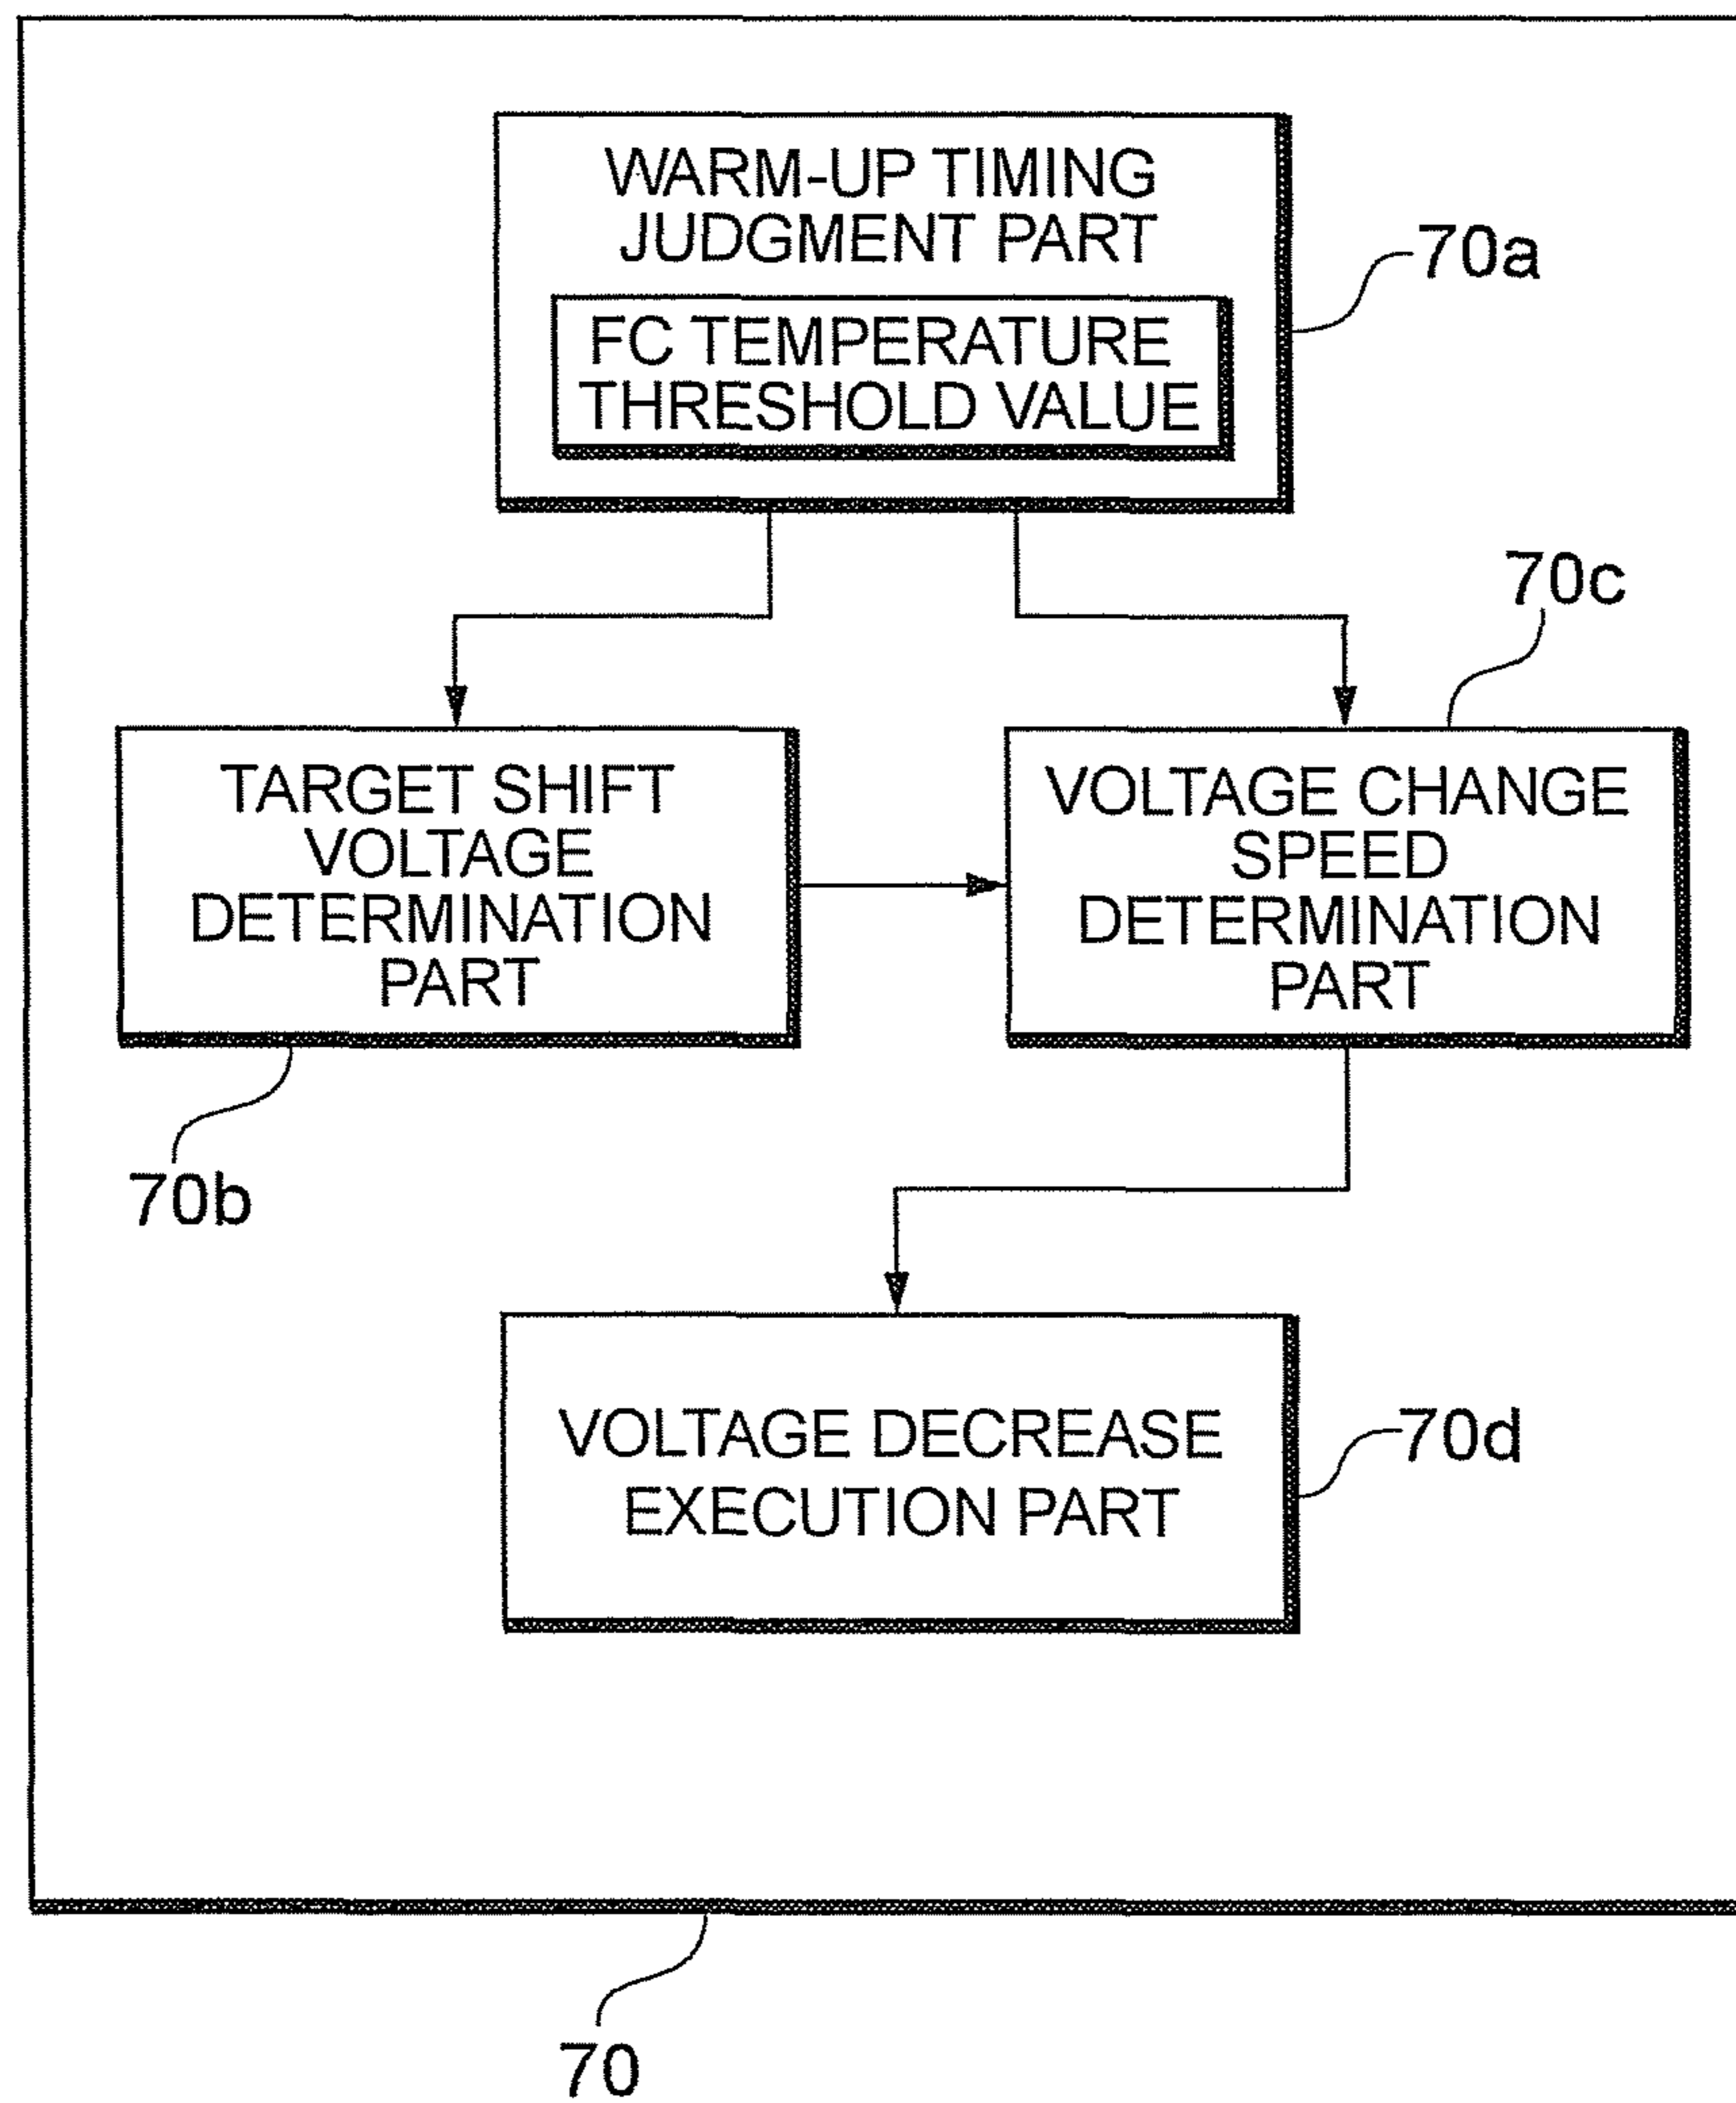 WARM-UP TIMING
JUDGMENT PART
70a
FC TEMPERATURE
THRESHOLD VALUE
70c
TARGET SHIFT
VOLTAGE
DETERMINATION
PART
VOLTAGE CHANGE
SPEED
DETERMINATION
PART
70b
VOLTAGE DECREASE
EXECUTION PART
70d
70